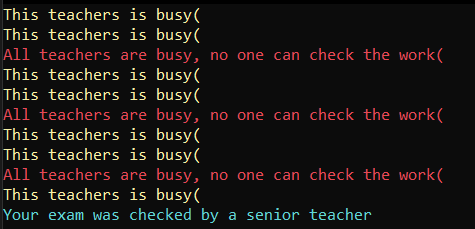 This teachers is busy(
This teachers is busy(
All teachers are busy, no one can check the work(
This teachers is busy(
This teachers is busy(
All teachers are busy, no one can check the work(
This teachers is busy(
This teachers is busy(
All teachers are busy, no one can check the work(
This teachers is busy(
Your exam was checked by a senior teacher